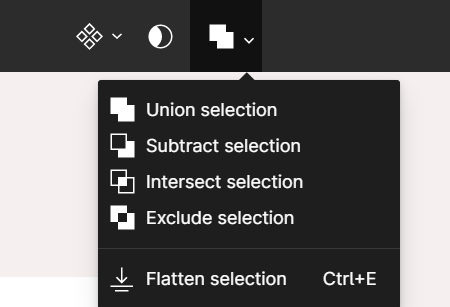 Union selection
Subtract selection
Intersect selection
Exclude selection
Flatten selection Ctrl+E